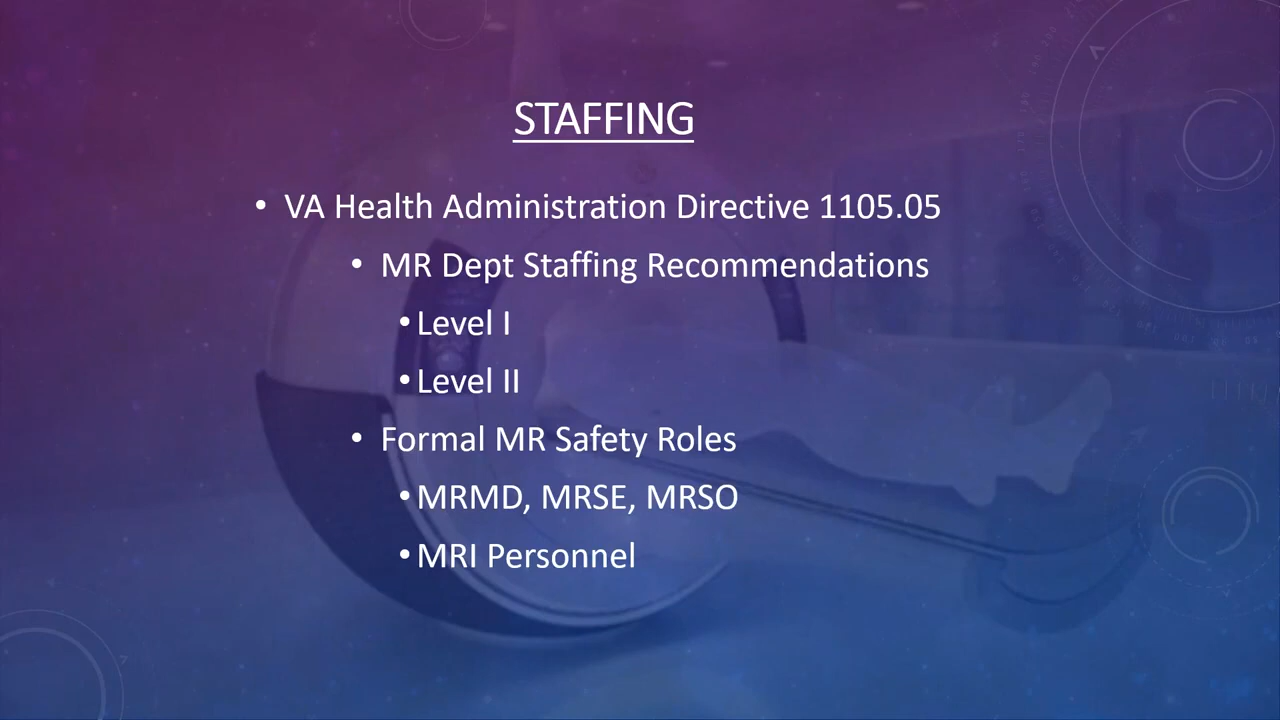 STAFFING
• VA Health Administration Directive 1105.05
• MR Dept Staffing Recommendations
• Level I
• Level II
• Formal MR Safety Roles
• MRMD, MRSE, MRSO
• MRI Personnel